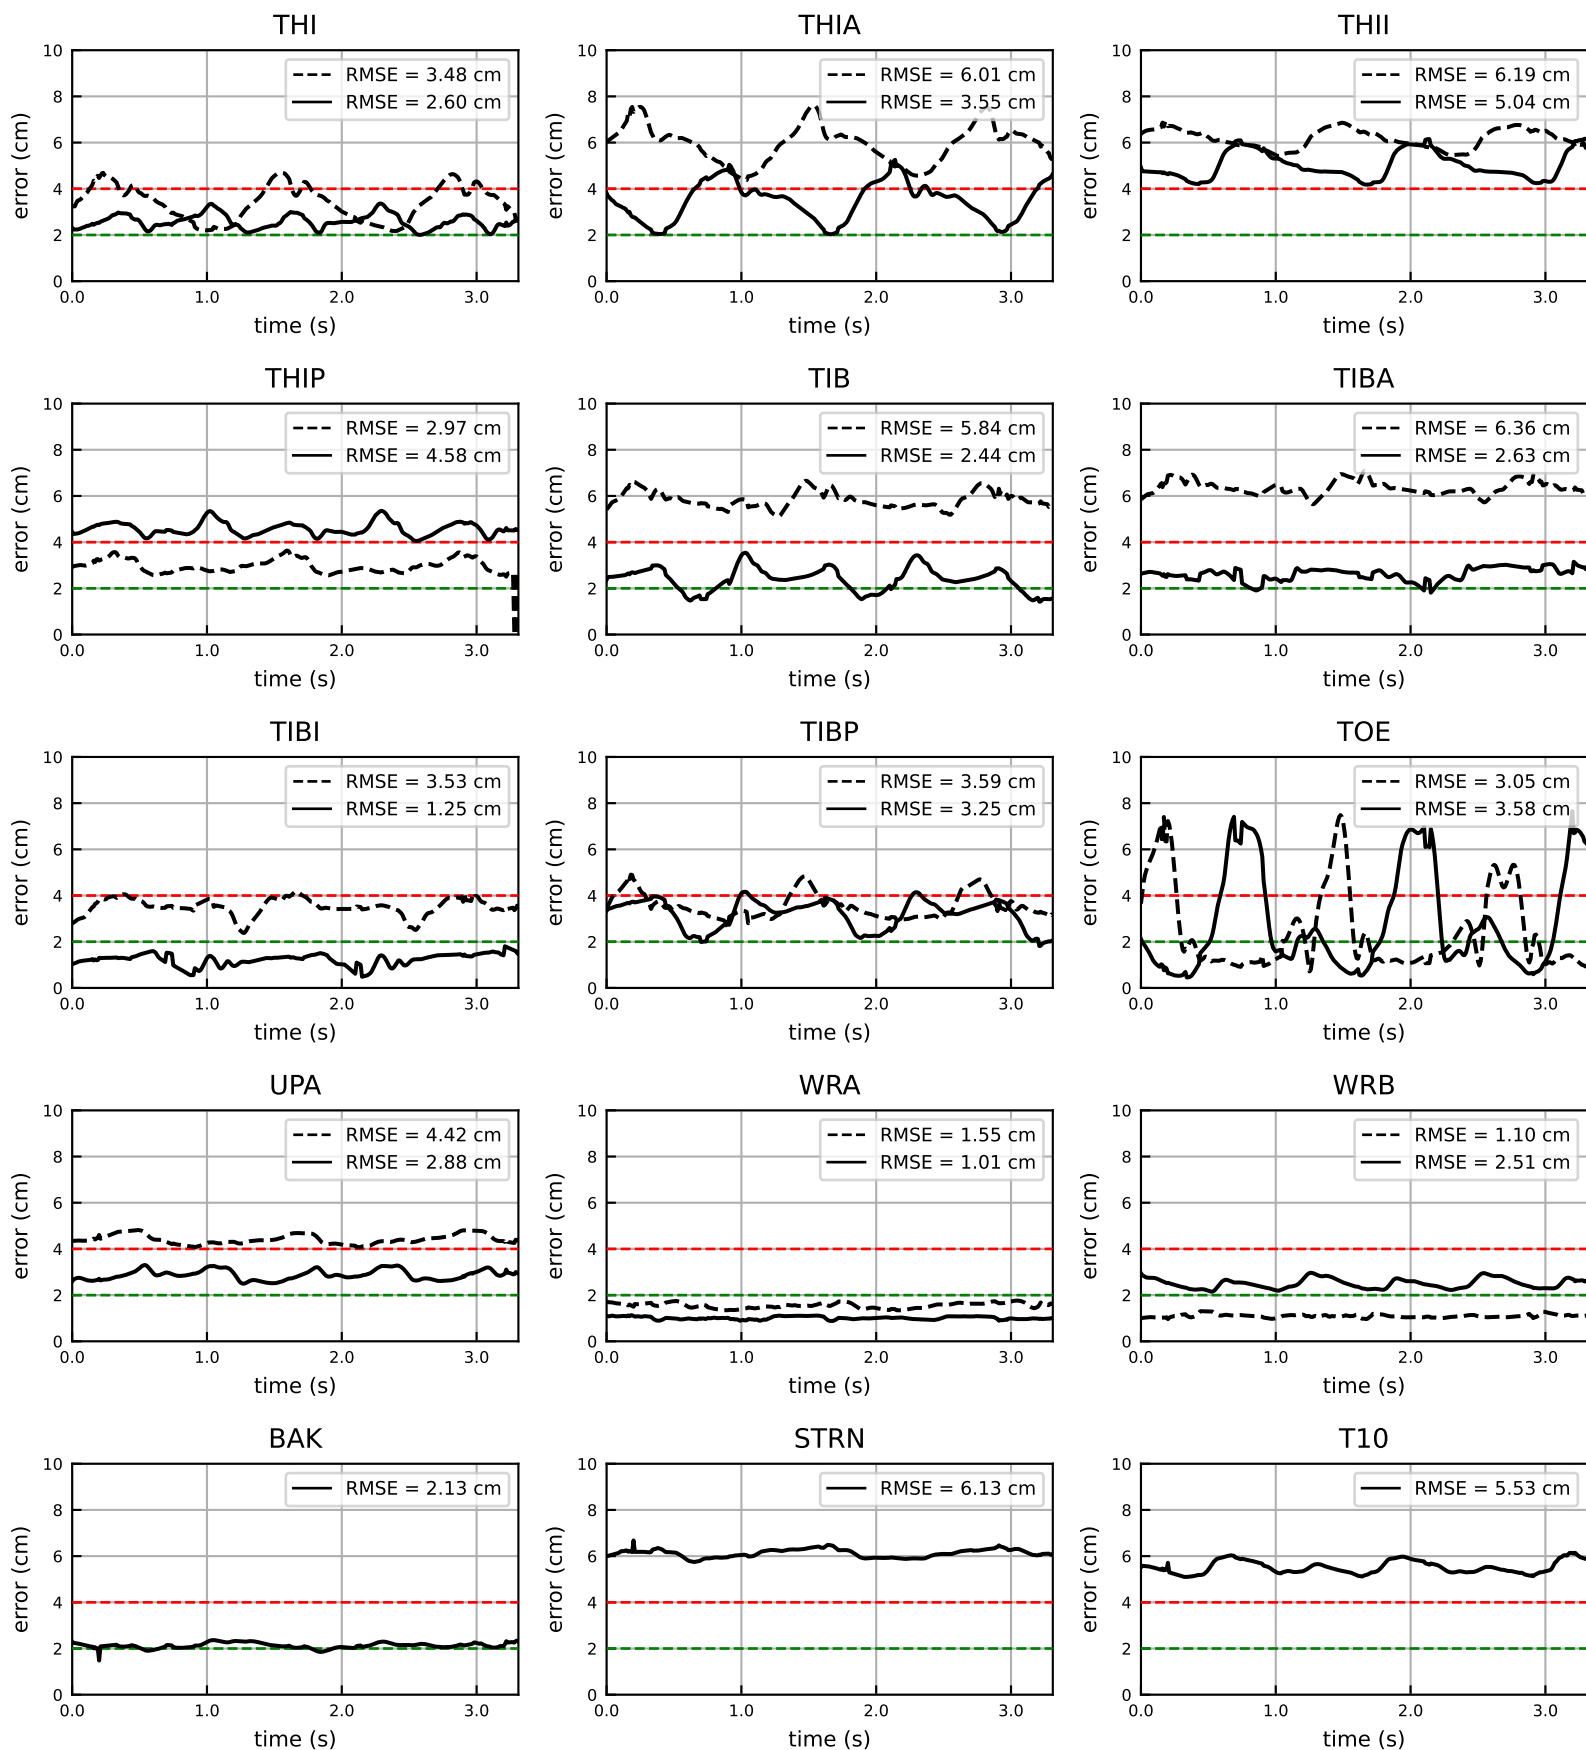 THI
THIA
THII
10
8
6
4
2
0
error (cm)
RMSE = 3.48 cm
RMSE = 2.60 cm
0.0 1.0 2.0 3.0
time (s)
10
8
6
4
2
0
error (cm)
RMSE = 6.01 cm
RMSE = 3.55 cm
0.0 1.0 2.0 3.0
time (s)
10
8
6
4
2
0
error (cm)
RMSE = 6.19 cm
RMSE = 5.04 cm
0.0 1.0 2.0 3.0
time (s)
THIP
TIB
TIBA
10
8
6
4
2
0
error (cm)
RMSE = 2.97 cm
RMSE = 4.58 cm
0.0 1.0 2.0 3.0
time (s)
10
8
6
4
2
0
error (cm)
RMSE = 5.84 cm
RMSE = 2.44 cm
0.0 1.0 2.0 3.0
time (s)
10
8
6
4
2
0
error (cm)
RMSE = 6.36 cm
RMSE = 2.63 cm
0.0 1.0 2.0 3.0
time (s)
TIBI
TIBP
TOE
10
8
6
4
2
0
error (cm)
RMSE = 3.53 cm
RMSE = 1.25 cm
0.0 1.0 2.0 3.0
time (s)
10
8
6
4
2
0
error (cm)
RMSE = 3.59 cm
RMSE = 3.25 cm
0.0 1.0 2.0 3.0
time (s)
10
8
6
4
2
0
error (cm)
RMSE = 3.05 cm
RMSE = 3.58 cm
0.0 1.0 2.0 3.0
time (s)
UPA
WRA
WRB
10
8
6
4
2
0
error (cm)
RMSE = 4.42 cm
RMSE = 2.88 cm
0.0 1.0 2.0 3.0
time (s)
10
8
6
4
2
0
error (cm)
RMSE = 1.55 cm
RMSE = 1.01 cm
0.0 1.0 2.0 3.0
time (s)
10
8
6
4
2
0
error (cm)
RMSE = 1.10 cm
RMSE = 2.51 cm
0.0 1.0 2.0 3.0
time (s)
BAK
STRN
T10
10
8
6
4
2
0
error (cm)
RMSE = 2.13 cm
0.0 1.0 2.0 3.0
time (s)
10
8
6
4
2
0
error (cm)
RMSE = 6.13 cm
0.0 1.0 2.0 3.0
time (s)
10
8
6
4
2
0
error (cm)
RMSE = 5.53 cm
0.0 1.0 2.0 3.0
time (s)